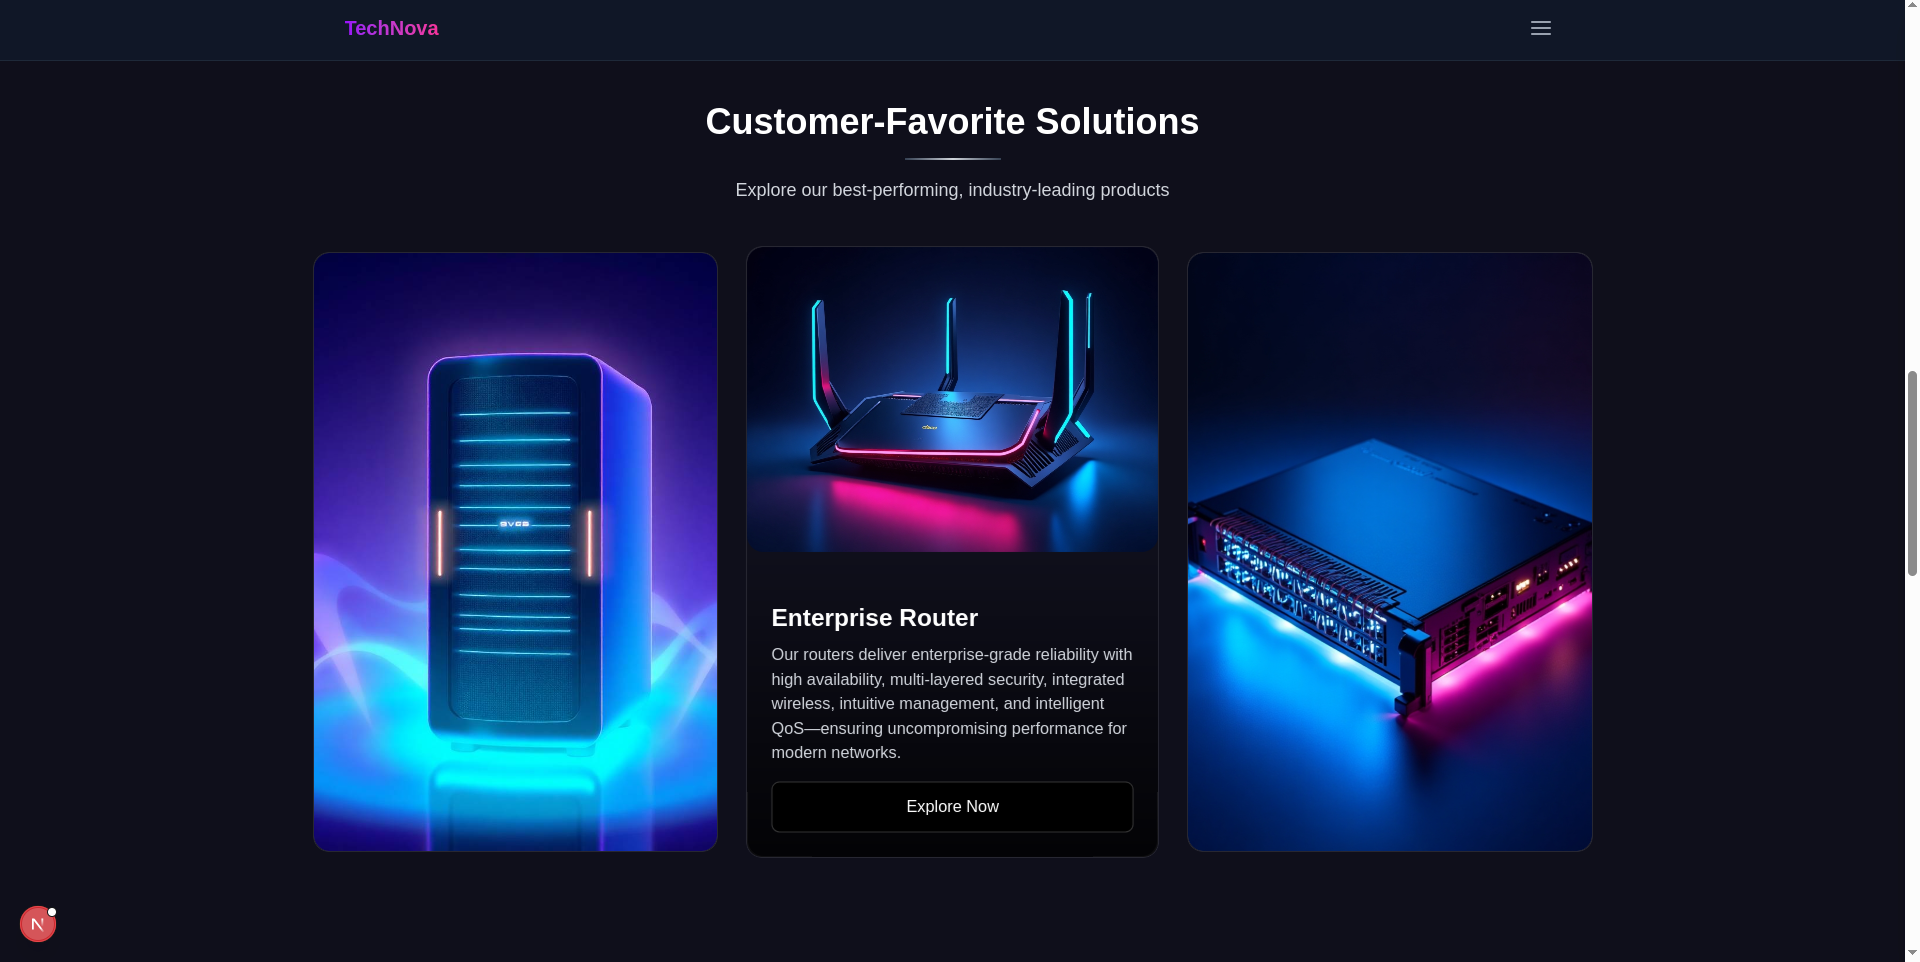 TechNova
Customer-Favorite Solutions
Explore our best-performing, industry-leading products
Enterprise Router
Our routers deliver enterprise-grade reliability with
high availability, multi-layered security, integrated
wireless, intuitive management, and intelligent
QoS—ensuring uncompromising performance for
modern networks.
Explore Now
N